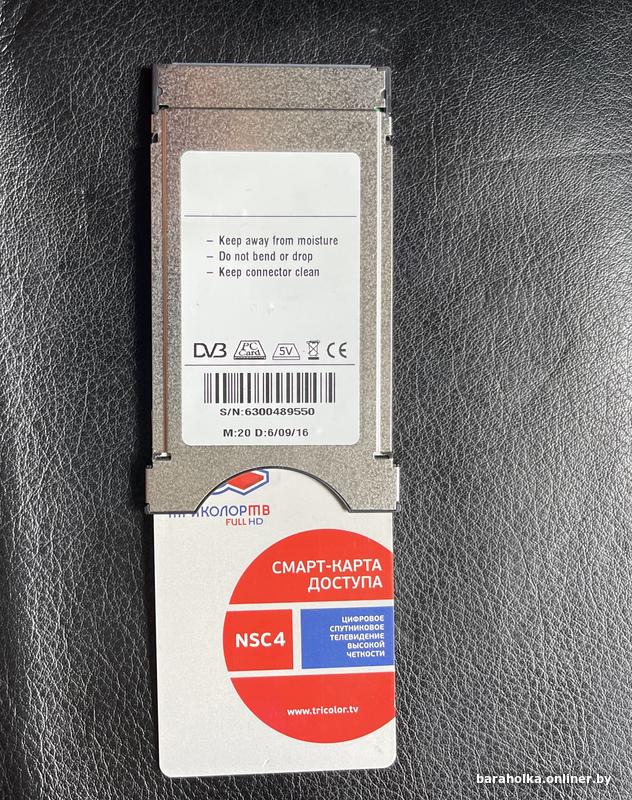 – Keep away from moisture
– Do not bend or drop
– Keep connector clean
DVB
PC Card
5V
CE
S/N:6300489550
M:20 D:6/09/16
ТРИКОЛОРТВ
FULL HD
СМАРТ-КАРТА
ДОСТУПА
NSC4
ЦИФРОВОЕ
СПУТНИКОВОЕ
ТЕЛЕВИДЕНИЕ
ВЫСОКОЙ
ЧЕТКОСТИ
www.tricolor.tv
baraholka.onliner.by